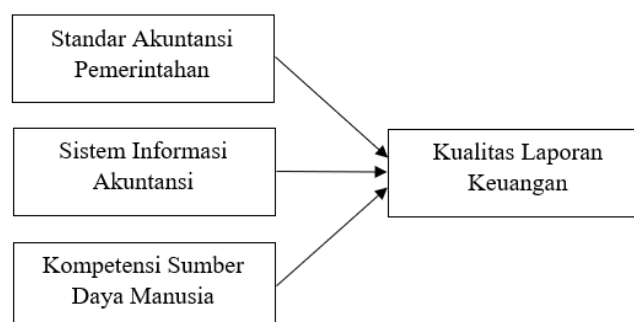 Standar Akuntansi
Pemerintahan
Sistem Informasi
Akuntansi
Kompetensi Sumber
Daya Manusia
Kualitas Laporan
Keuangan